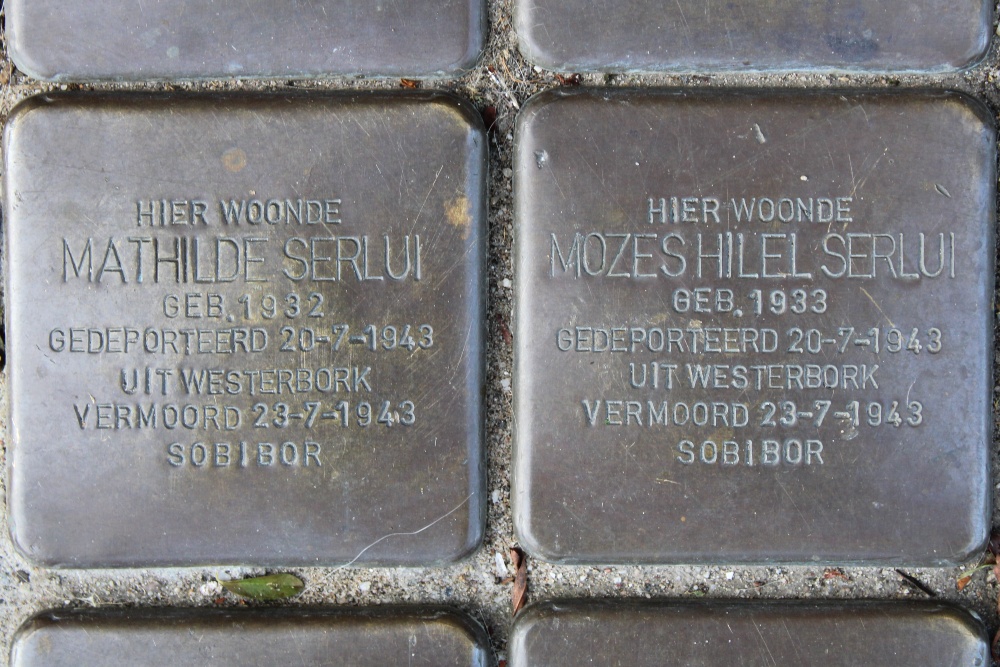 HIER WOONDE
MATHILDE SERLUI
GEB. 1932
GEDEPORTEERD 20-7-1943
UIT WESTERBORK
VERMOORD 23-7-1943
SOBIBOR
HIER WOONDE
MOZES HILEL SERLUI
GEB. 1933
GEDEPORTEERD 20-7-1943
UIT WESTERBORK
VERMOORD 23-7-1943
SOBIBOR